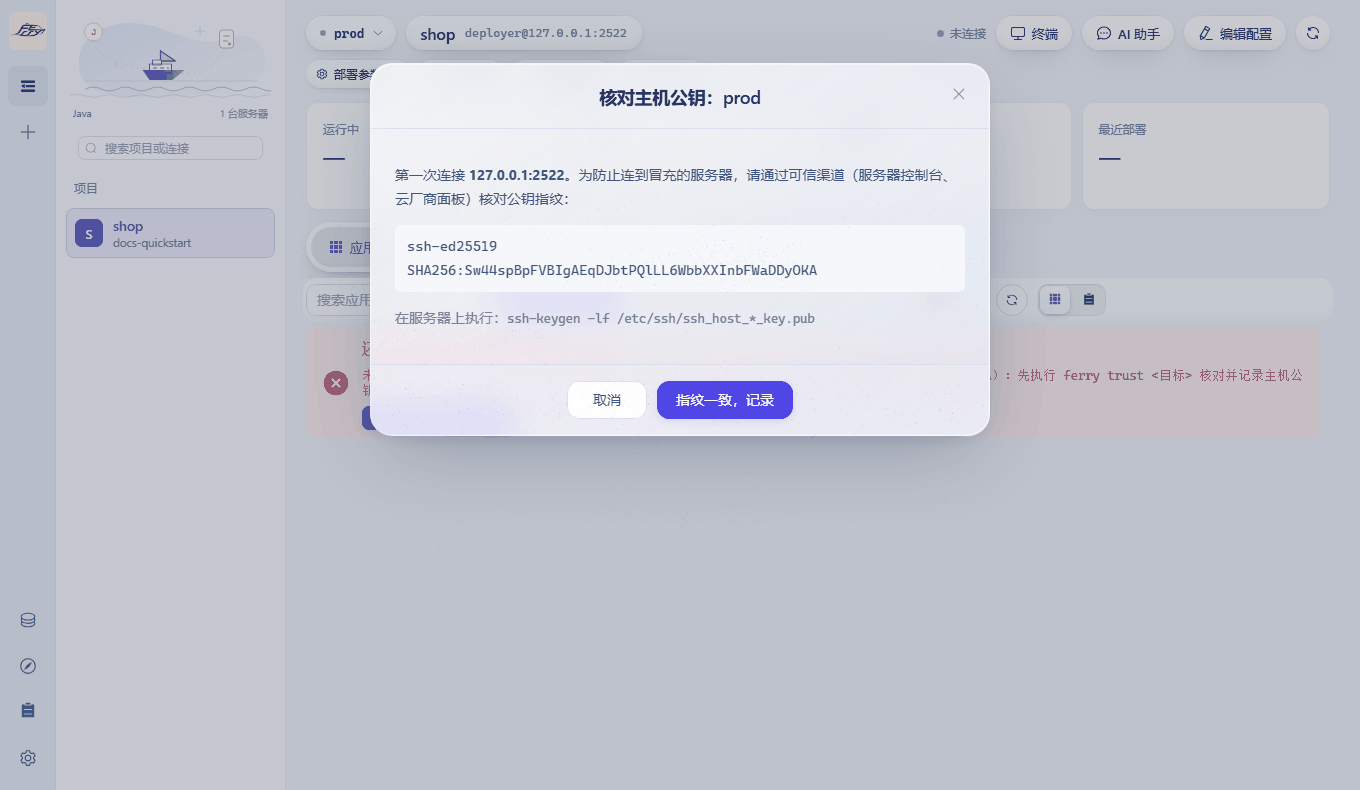 J
Java
1 台服务器
搜索项目或连接
项目
S
shop
docs-quickstart
prod
shop deployer@127.0.0.1:2522
未连接
终端
AI 助手
编辑配置
部署参
运行中
—
最近部署
—
应用
搜索应用
核对主机公钥：prod
第一次连接 127.0.0.1:2522。为防止连到冒充的服务器，请通过可信渠道（服务器控制台、
云厂商面板）核对公钥指纹：
ssh-ed25519
SHA256:Sw44spBpFVBIgAEqDJbtPQlLL6WbbXXInbFWaDDyOKA
在服务器上执行：ssh-keygen -lf /etc/ssh/ssh_host_*_key.pub
取消
指纹一致，记录
）：先执行 ferry trust <目标> 核对并记录主机公